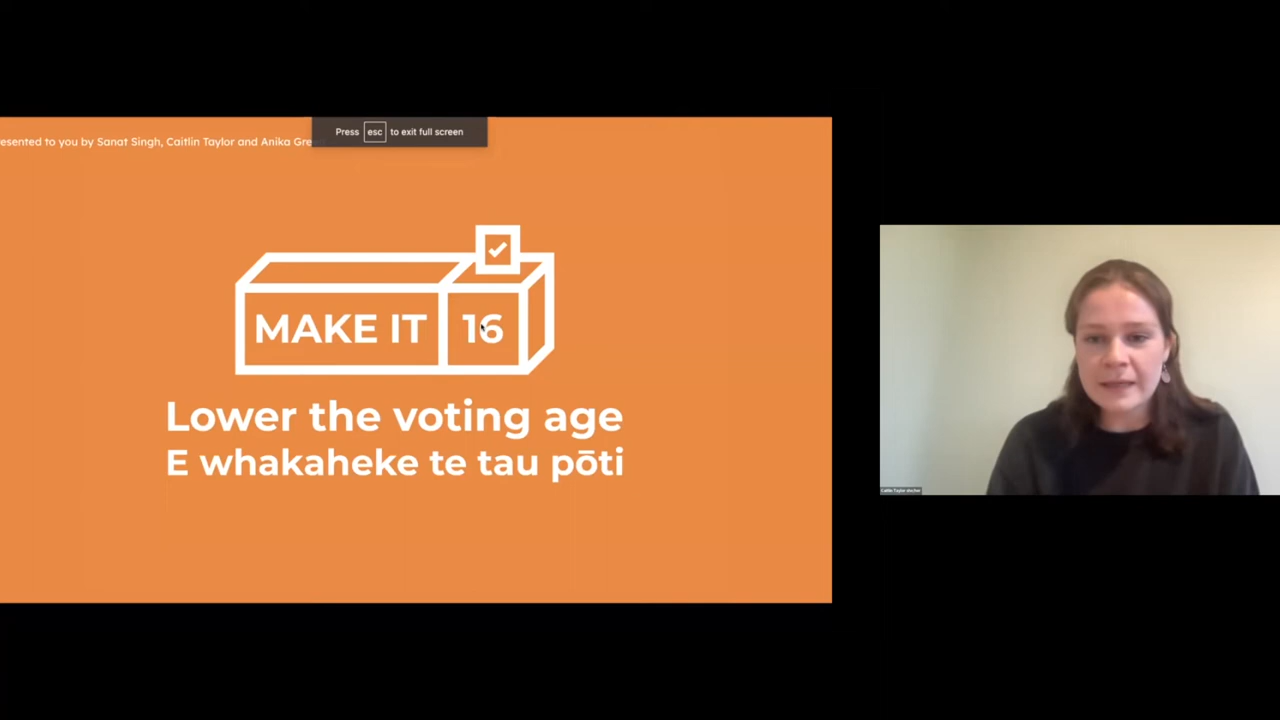 esented to you by Sanat Singh, Caitlin Taylor and Anika Gre
Press esc to exit full screen
MAKE IT 16
Lower the voting age
E whakaheke te tau pōti